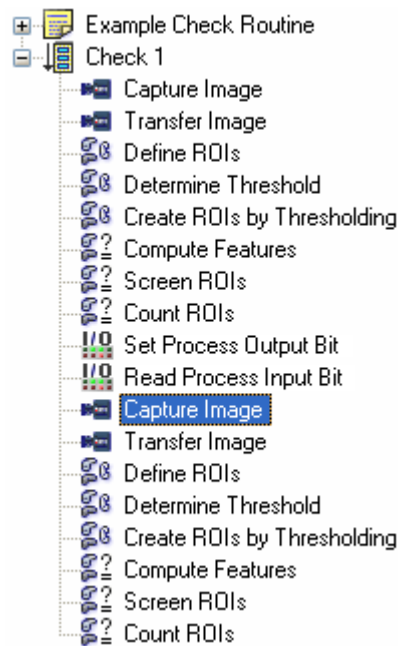 Example Check Routine
Check 1
Capture Image
Transfer Image
Define ROIs
Determine Threshold
Create ROIs by Thresholding
Compute Features
Screen ROIs
Count ROIs
I/O Set Process Output Bit
I/O Read Process Input Bit
Capture Image
Transfer Image
Define ROIs
Determine Threshold
Create ROIs by Thresholding
Compute Features
Screen ROIs
Count ROIs